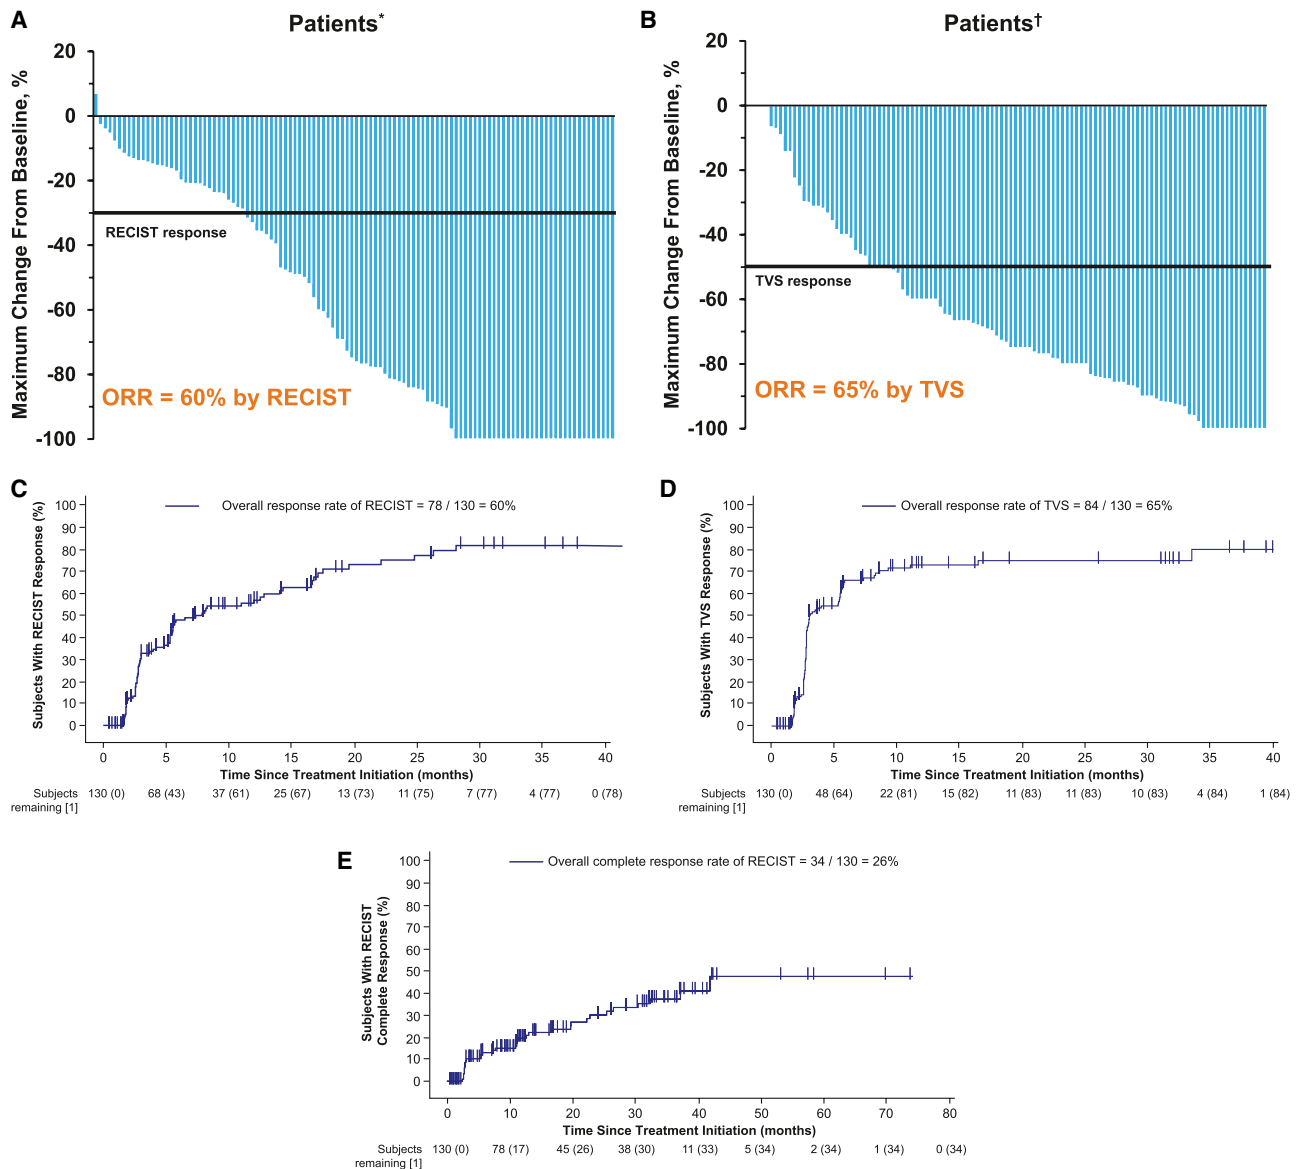 A
Patients*
Maximum Change From Baseline, %
20
0
-20
-40
-60
-80
-100
RECIST response
ORR = 60% by RECIST
B
Patients†
Maximum Change From Baseline, %
20
0
-20
-40
-60
-80
-100
TVS response
ORR = 65% by TVS
C
Overall response rate of RECIST = 78 / 130 = 60%
Subjects With RECIST Response (%)
100
90
80
70
60
50
40
30
20
10
0
0 5 10 15 20 25 30 35 40
Time Since Treatment Initiation (months)
Subjects 130 (0) 68 (43) 37 (61) 25 (67) 13 (73) 11 (75) 7 (77) 4 (77) 0 (78)
remaining [1]
D
Overall response rate of TVS = 84 / 130 = 65%
Subjects With TVS Response (%)
100
90
80
70
60
50
40
30
20
10
0
0 5 10 15 20 25 30 35 40
Time Since Treatment Initiation (months)
Subjects 130 (0) 48 (64) 22 (81) 15 (82) 11 (83) 11 (83) 10 (83) 4 (84) 1 (84)
remaining [1]
E
Overall complete response rate of RECIST = 34 / 130 = 26%
Subjects With RECIST
Complete Response (%)
100
90
80
70
60
50
40
30
20
10
0
0 10 20 30 40 50 60 70 80
Time Since Treatment Initiation (months)
Subjects 130 (0) 78 (17) 45 (26) 38 (30) 11 (33) 5 (34) 2 (34) 1 (34) 0 (34)
remaining [1]